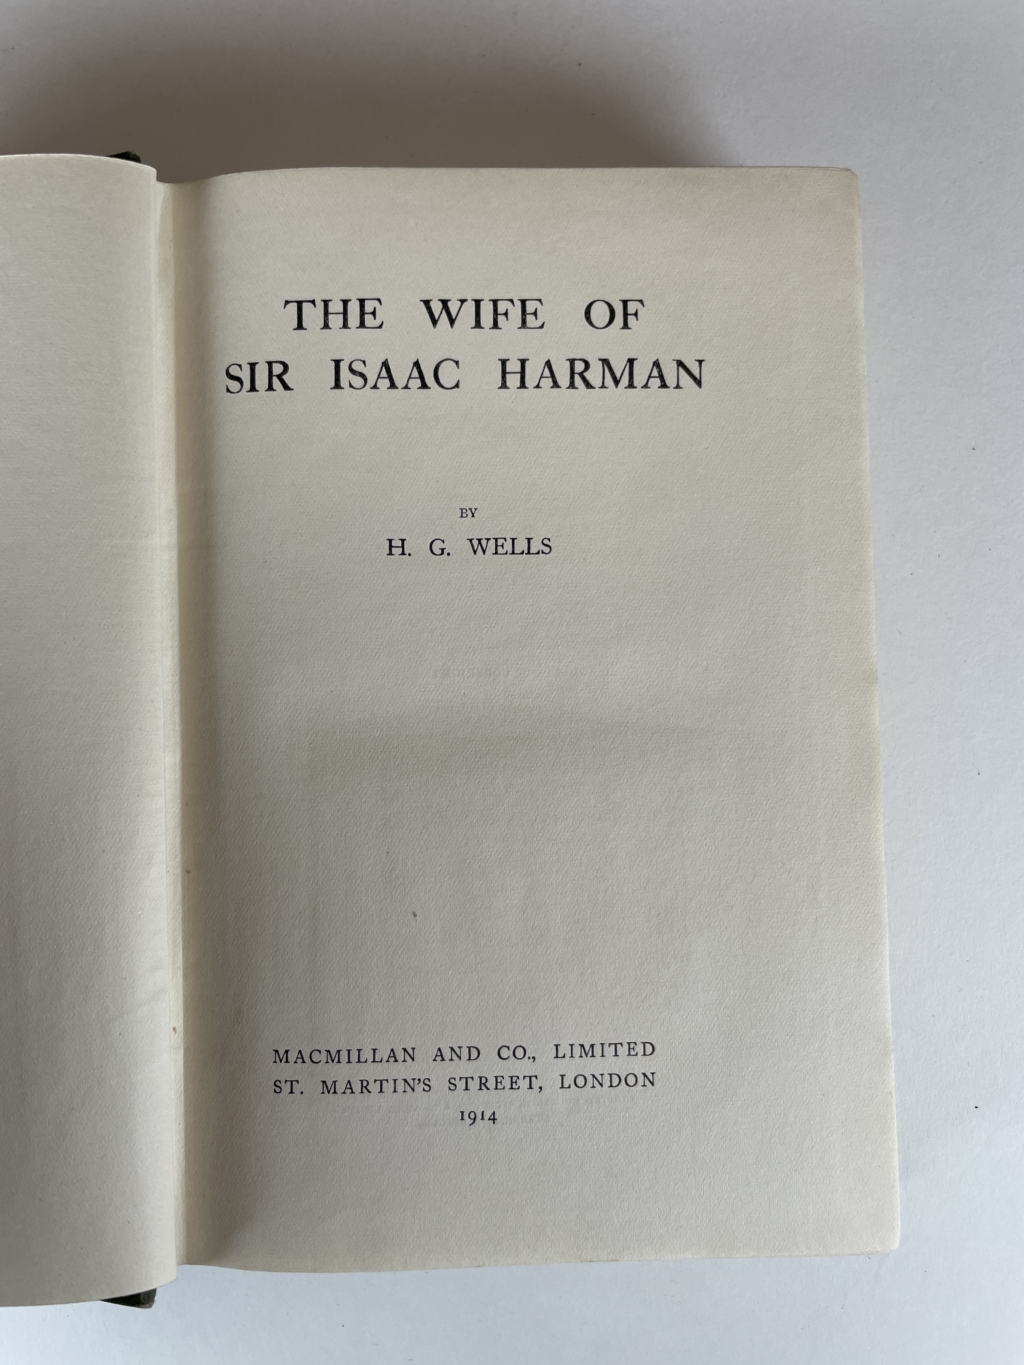 THE WIFE OF
SIR ISAAC HARMAN
BY
H. G. WELLS
MACMILLAN AND CO., LIMITED
ST. MARTIN'S STREET, LONDON
1914